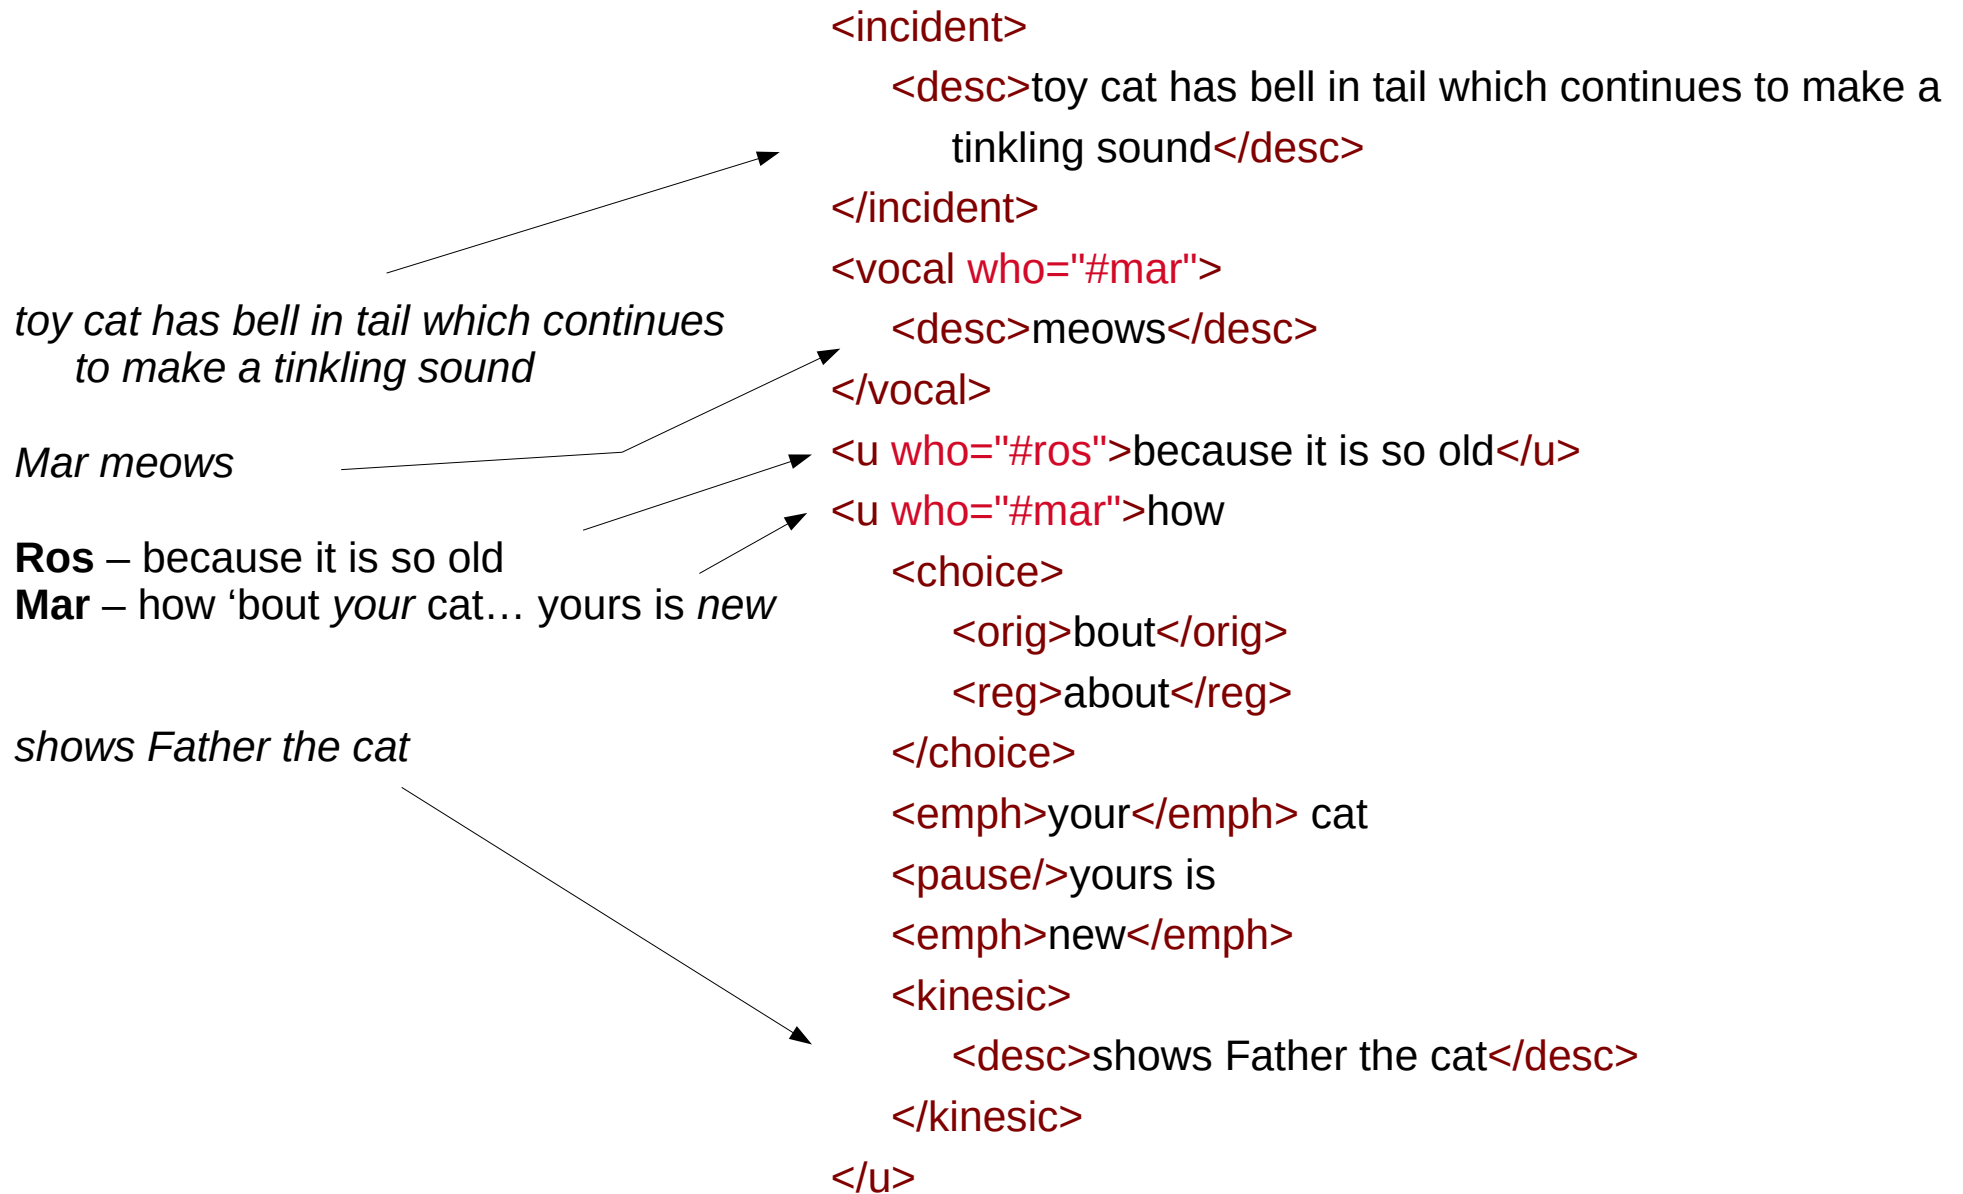 toy cat has bell in tail which continues
to make a tinkling sound
Mar meows
Ros – because it is so old
Mar – how ‘bout your cat… yours is new
shows Father the cat
<incident>
<desc>toy cat has bell in tail which continues to make a
tinkling sound</desc>
</incident>
<vocal who="#mar">
<desc>meows</desc>
</vocal>
<u who="#ros">because it is so old</u>
<u who="#mar">how
<choice>
<orig>bout</orig>
<reg>about</reg>
</choice>
<emph>your</emph> cat
<pause/>yours is
<emph>new</emph>
<kinesic>
<desc>shows Father the cat</desc>
</kinesic>
</u>